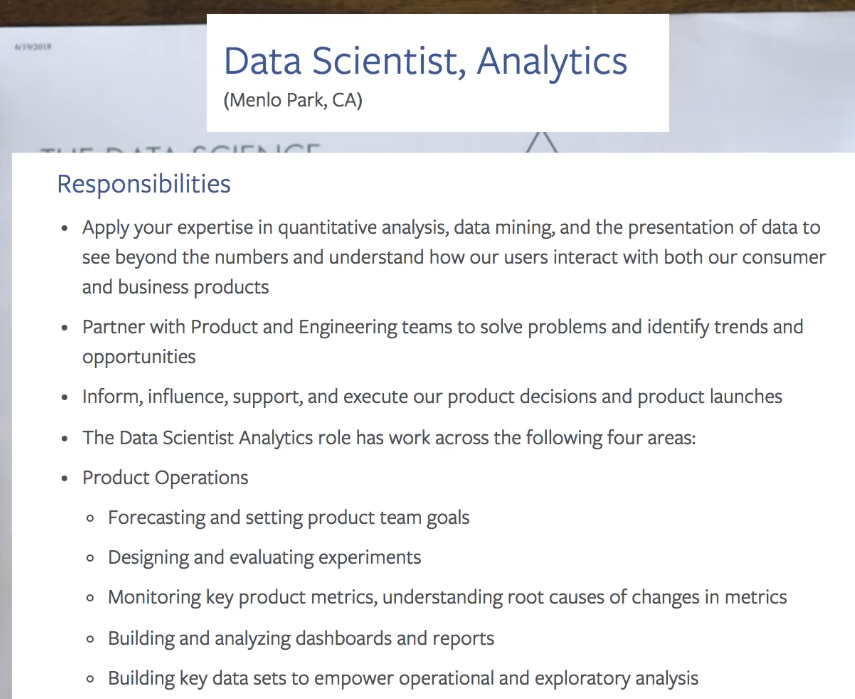 6/19/2018
Data Scientist, Analytics
(Menlo Park, CA)
THE DATA SCIENCE
Responsibilities
• Apply your expertise in quantitative analysis, data mining, and the presentation of data to
see beyond the numbers and understand how our users interact with both our consumer
and business products
• Partner with Product and Engineering teams to solve problems and identify trends and
opportunities
• Inform, influence, support, and execute our product decisions and product launches
• The Data Scientist Analytics role has work across the following four areas:
• Product Operations
◦ Forecasting and setting product team goals
◦ Designing and evaluating experiments
◦ Monitoring key product metrics, understanding root causes of changes in metrics
◦ Building and analyzing dashboards and reports
◦ Building key data sets to empower operational and exploratory analysis